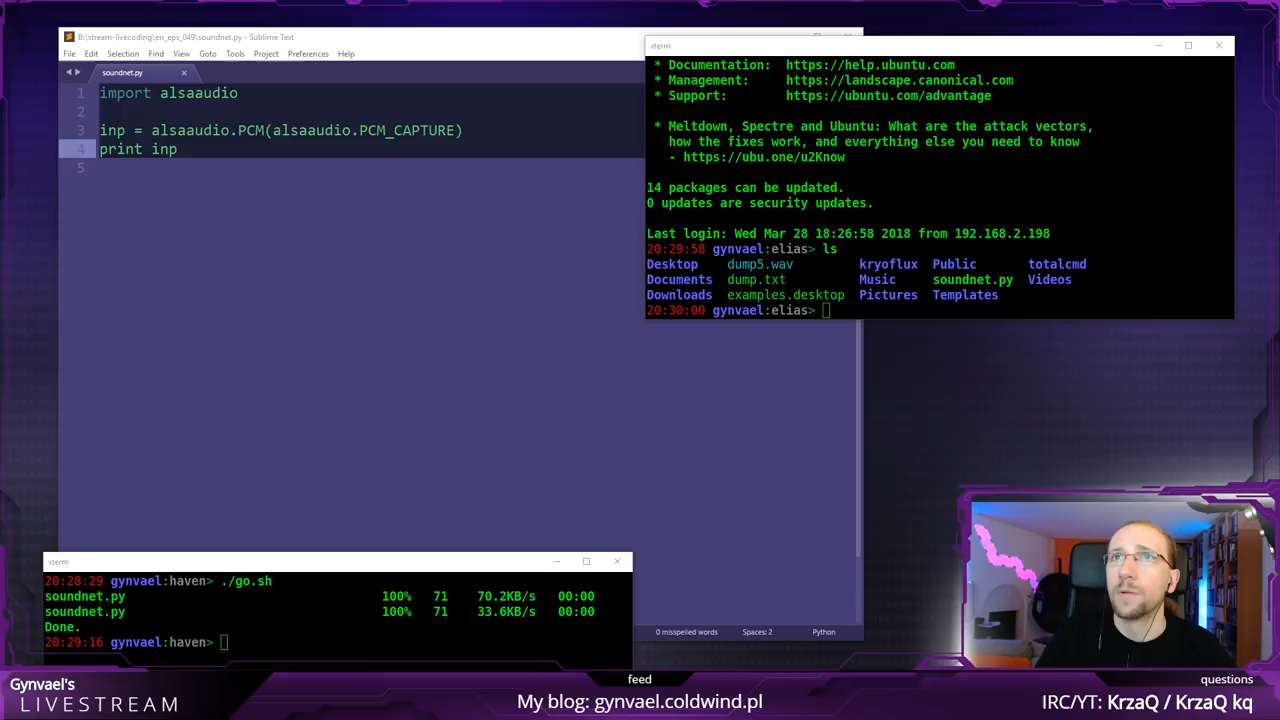 B:\stream-livecoding\en_eps_049\soundnet.py - Sublime Text
File Edit Selection Find View Goto Tools Project Preferences Help
soundnet.py
1 import alsaaudio
2
3 inp = alsaaudio.PCM(alsaaudio.PCM_CAPTURE)
4 print inp
5
0 misspelled words Spaces: 2 Python
xterm
* Documentation: https://help.ubuntu.com
* Management: https://landscape.canonical.com
* Support: https://ubuntu.com/advantage
* Meltdown, Spectre and Ubuntu: What are the attack vectors,
how the fixes work, and everything else you need to know
- https://ubu.one/u2Know
14 packages can be updated.
0 updates are security updates.
Last login: Wed Mar 28 18:26:58 2018 from 192.168.2.198
20:29:58 gynvael:elias> ls
Desktop dump5.wav kryoflux Public totalcmd
Documents dump.txt Music soundnet.py Videos
Downloads examples.desktop Pictures Templates
20:30:00 gynvael:elias>
xterm
20:28:29 gynvael:haven> ./go.sh
soundnet.py 100% 71 70.2KB/s 00:00
soundnet.py 100% 71 33.6KB/s 00:00
Done.
20:29:16 gynvael:haven>
Gynvael's
LIVESTREAM
feed
My blog: gynvael.coldwind.pl
questions
IRC/YT: KrzaQ / KrzaQ kq